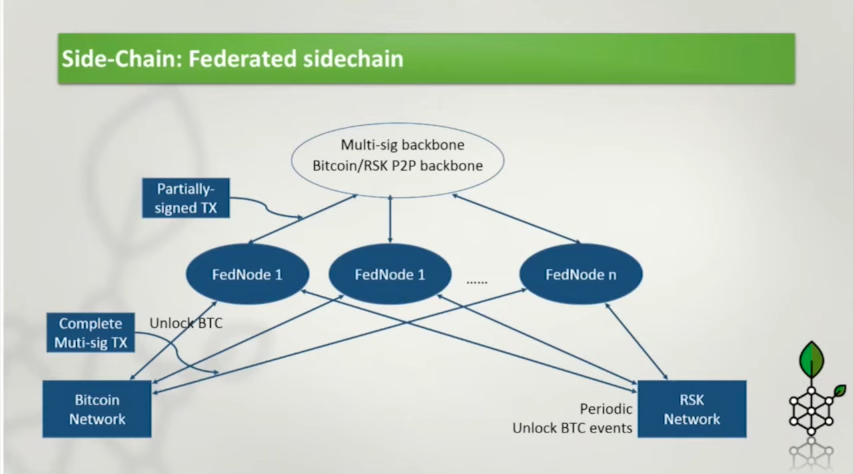 Side-Chain: Federated sidechain
Multi-sig backbone
Bitcoin/RSK P2P backbone
Partially-
signed TX
FedNode 1
FedNode 1
......
FedNode n
Complete
Muti-sig TX
Unlock BTC
Bitcoin
Network
Periodic
Unlock BTC events
RSK
Network